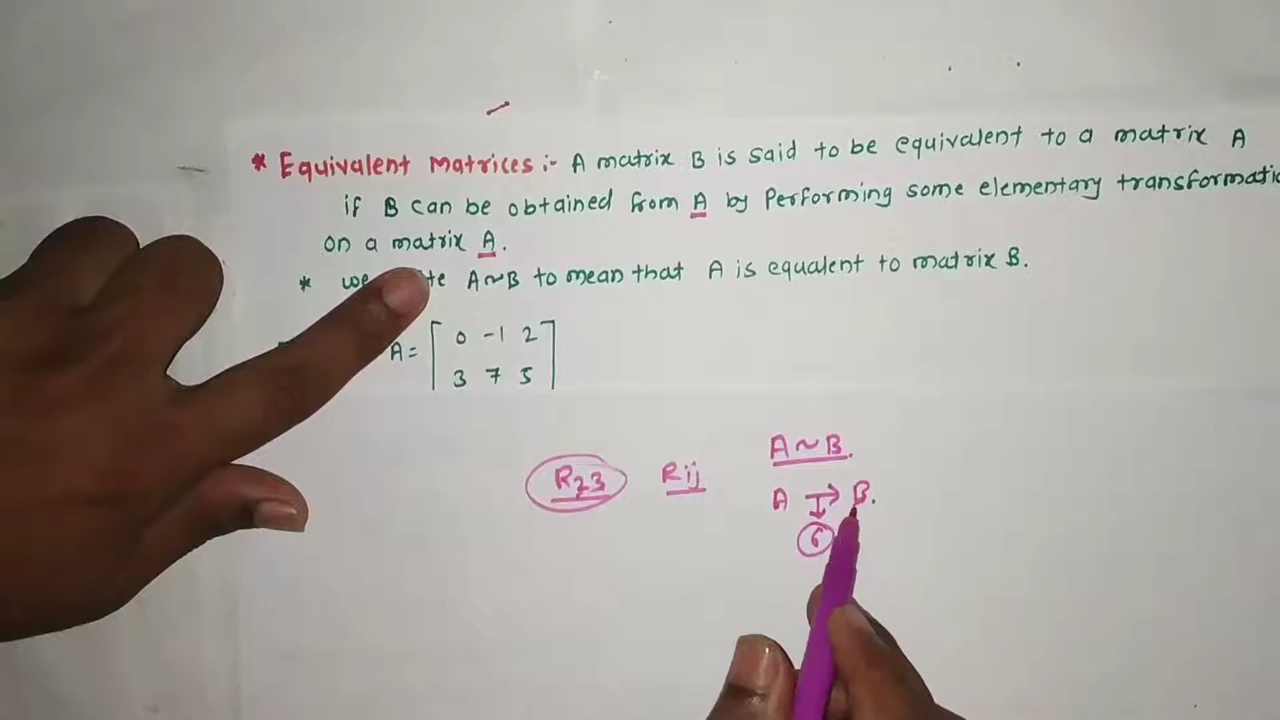 * Equivalent Matrices :- A matrix B is said to be equivalent to a matrix A
if B can be obtained from A by Performing some elementary transformatio
on a matrix A.
* we te A~B to mean that A is equalent to matrix B.
A = [ 0 -1 2 ]
3 7 5
R23 Rij A~B.
A → B.
6